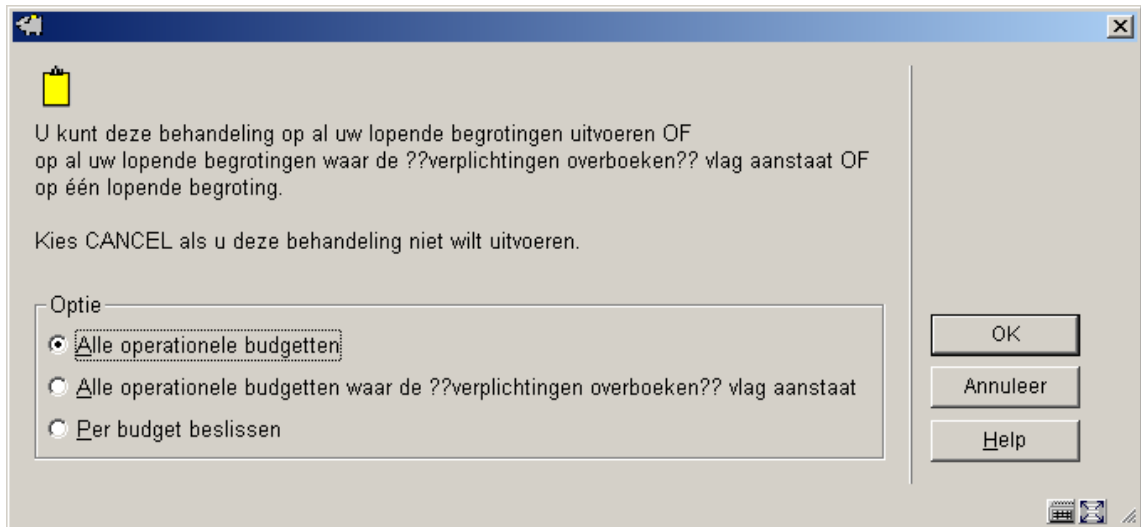 U kunt deze behandeling op al uw lopende begrotingen uitvoeren OF
op al uw lopende begrotingen waar de ??verplichtingen overboeken?? vlag aanstaat OF
op één lopende begroting.
Kies CANCEL als u deze behandeling niet wilt uitvoeren.
Optie
Alle operationele budgetten
Alle operationele budgetten waar de ??verplichtingen overboeken?? vlag aanstaat
Per budget beslissen
OK
Annuleer
Help